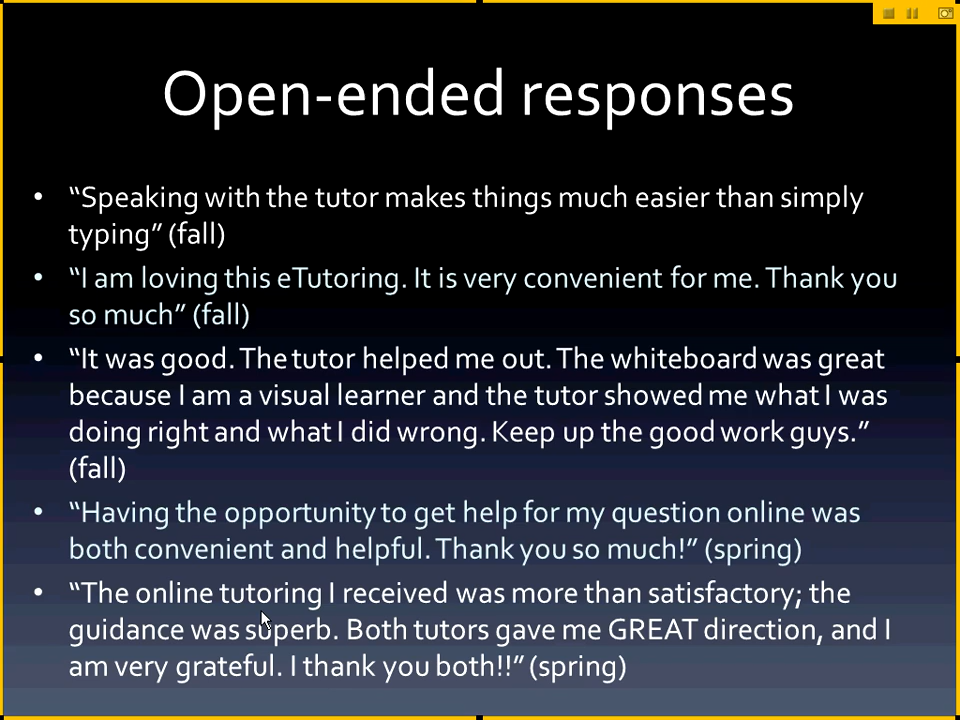 Open-ended responses
• “Speaking with the tutor makes things much easier than simply
typing” (fall)
• “I am loving this eTutoring. It is very convenient for me. Thank you
so much” (fall)
• “It was good. The tutor helped me out. The whiteboard was great
because I am a visual learner and the tutor showed me what I was
doing right and what I did wrong. Keep up the good work guys.”
(fall)
• “Having the opportunity to get help for my question online was
both convenient and helpful. Thank you so much!” (spring)
• “The online tutoring I received was more than satisfactory; the
guidance was superb. Both tutors gave me GREAT direction, and I
am very grateful. I thank you both!!” (spring)